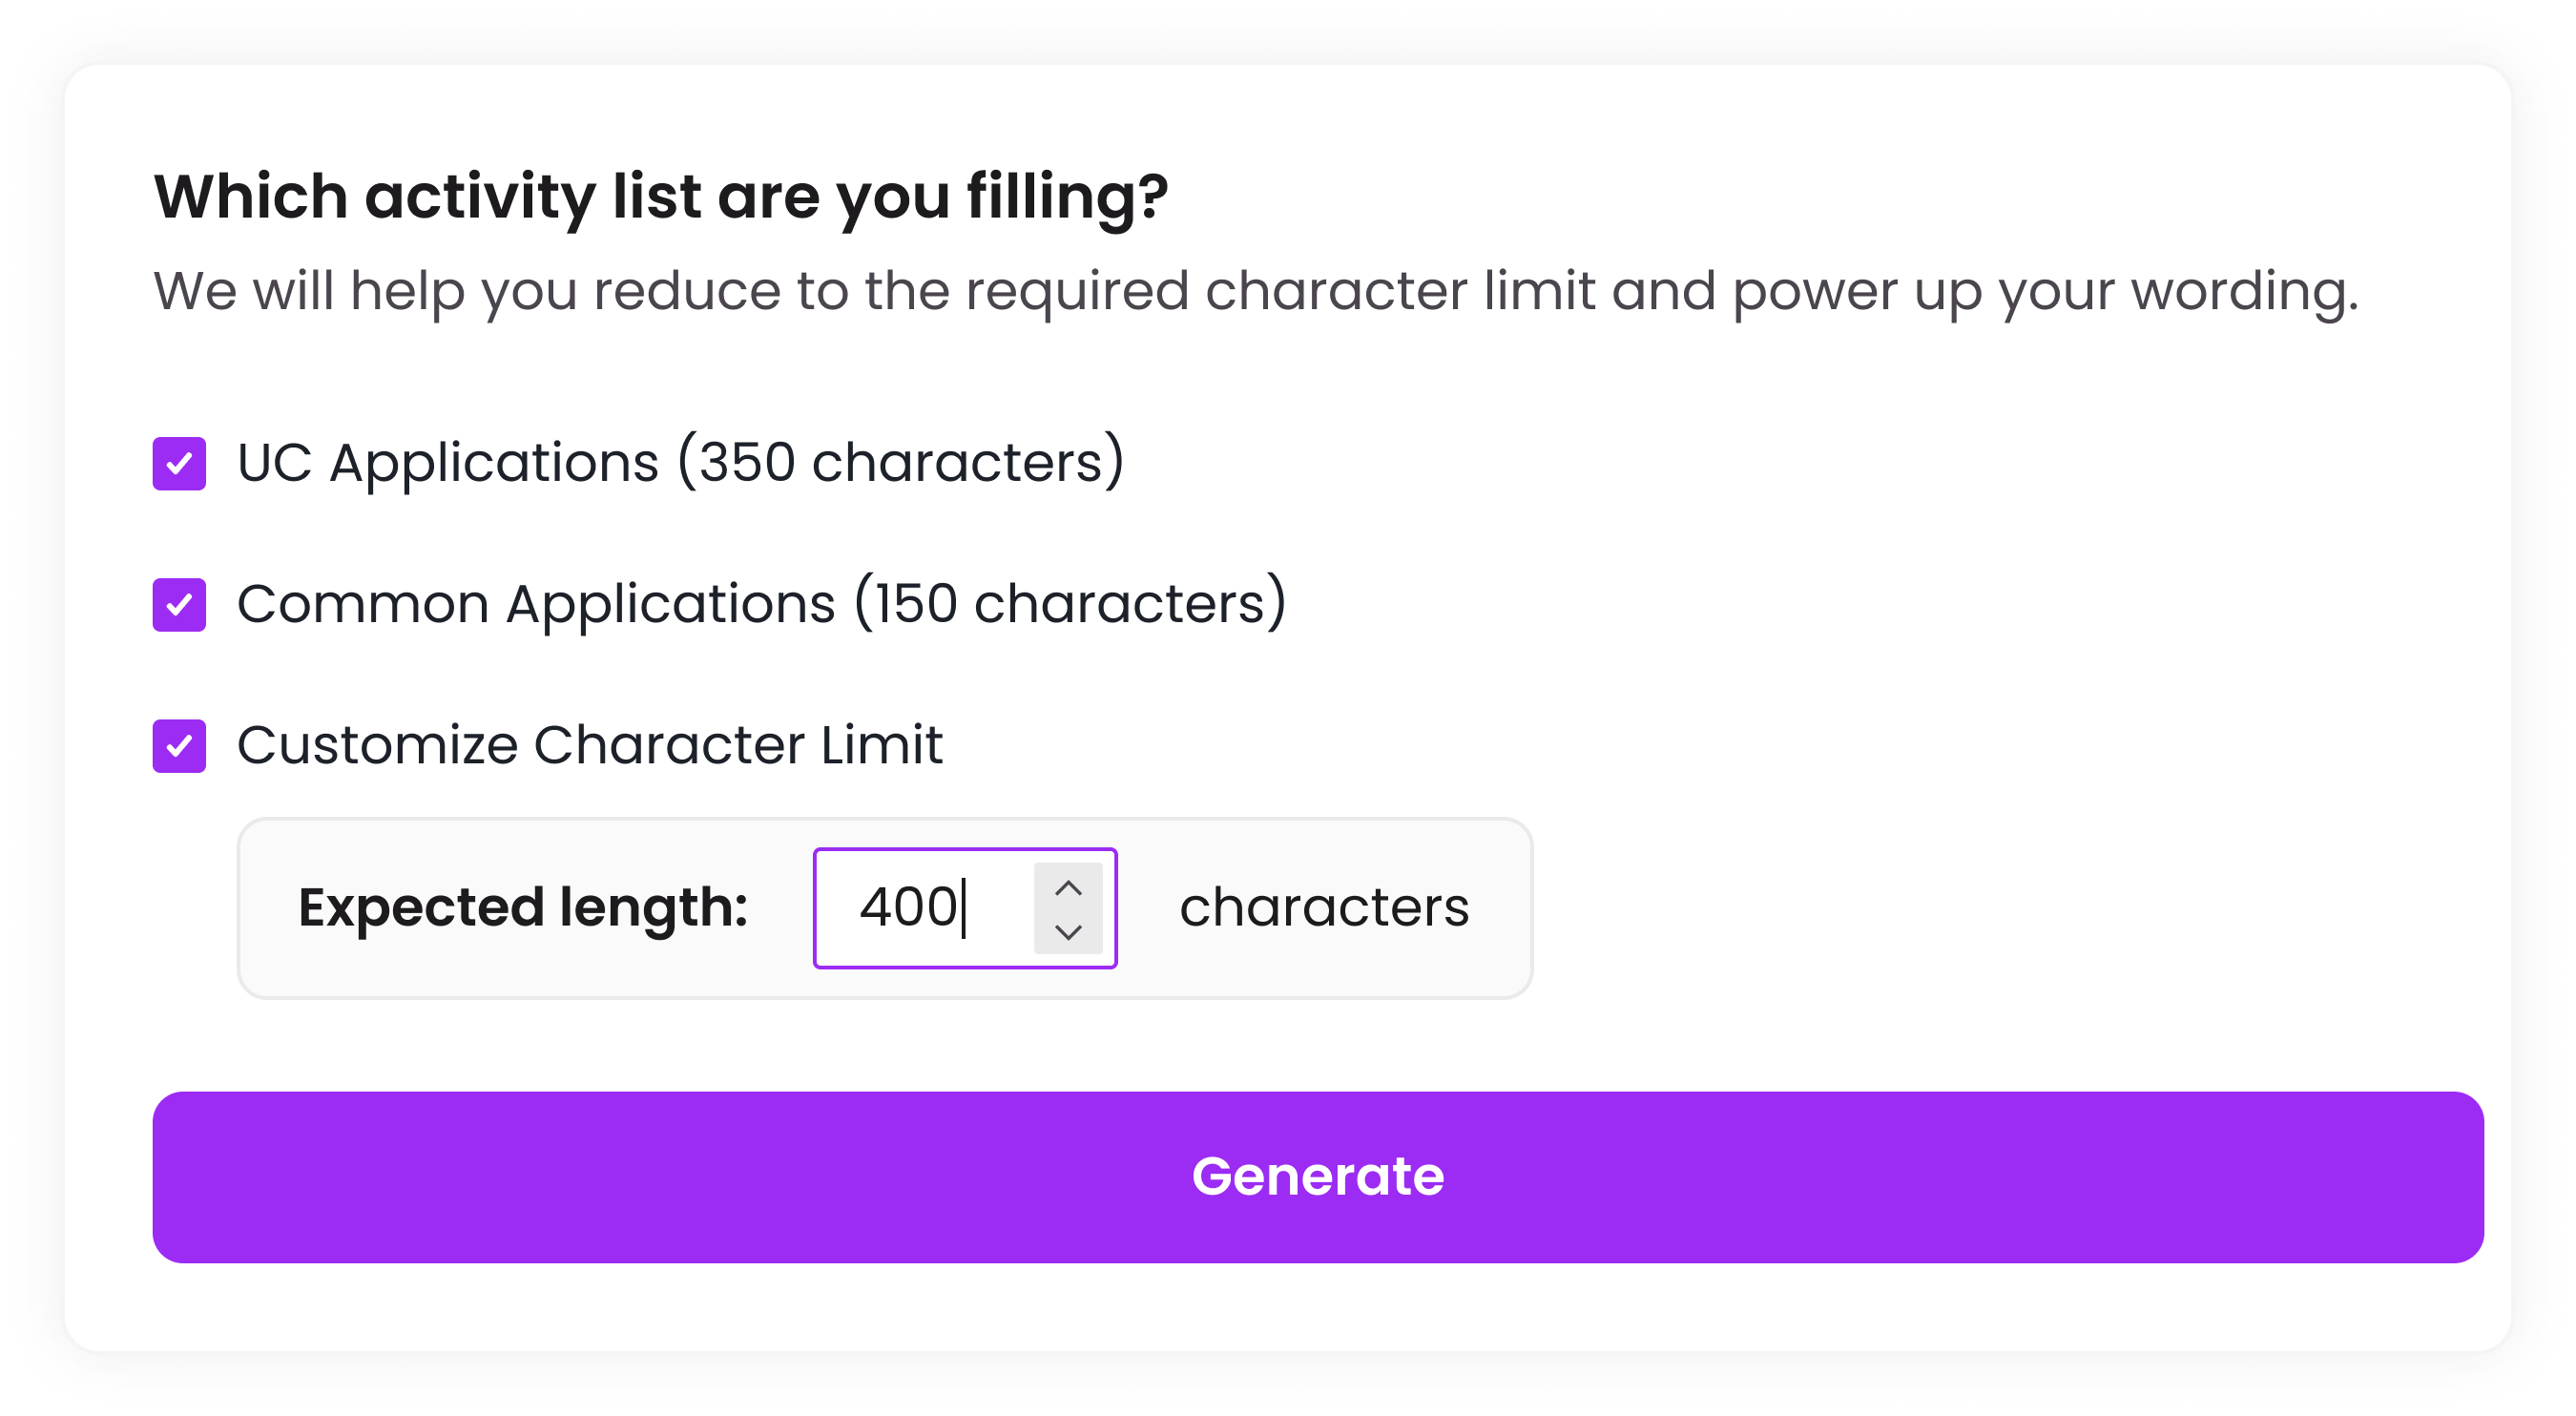 Which activity list are you filling?
We will help you reduce to the required character limit and power up your wording.
UC Applications (350 characters)
Common Applications (150 characters)
Customize Character Limit
Expected length: 400 characters
Generate